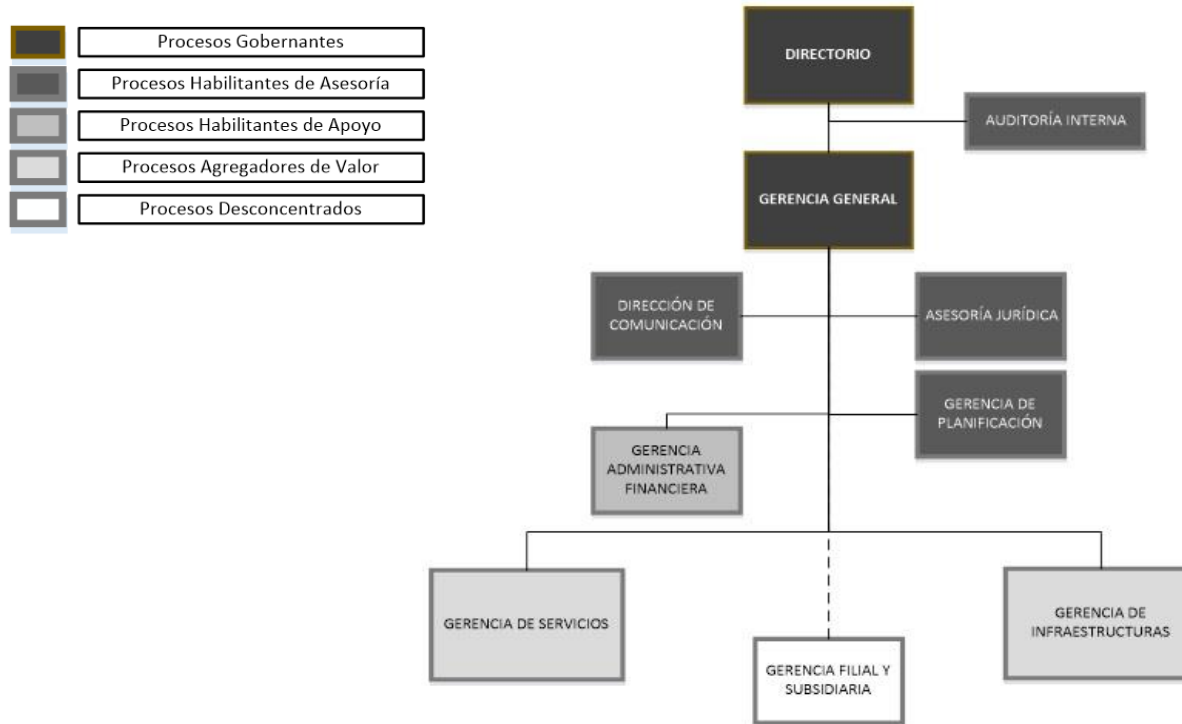 Procesos Gobernantes
Procesos Habilitantes de Asesoría
Procesos Habilitantes de Apoyo
Procesos Agregadores de Valor
Procesos Desconcentrados
DIRECTORIO
AUDITORÍA INTERNA
GERENCIA GENERAL
DIRECCIÓN DE
COMUNICACIÓN
ASESORÍA JURÍDICA
GERENCIA DE
PLANIFICACIÓN
GERENCIA
ADMINISTRATIVA
FINANCIERA
GERENCIA DE SERVICIOS
GERENCIA FILIAL Y
SUBSIDIARIA
GERENCIA DE
INFRAESTRUCTURAS